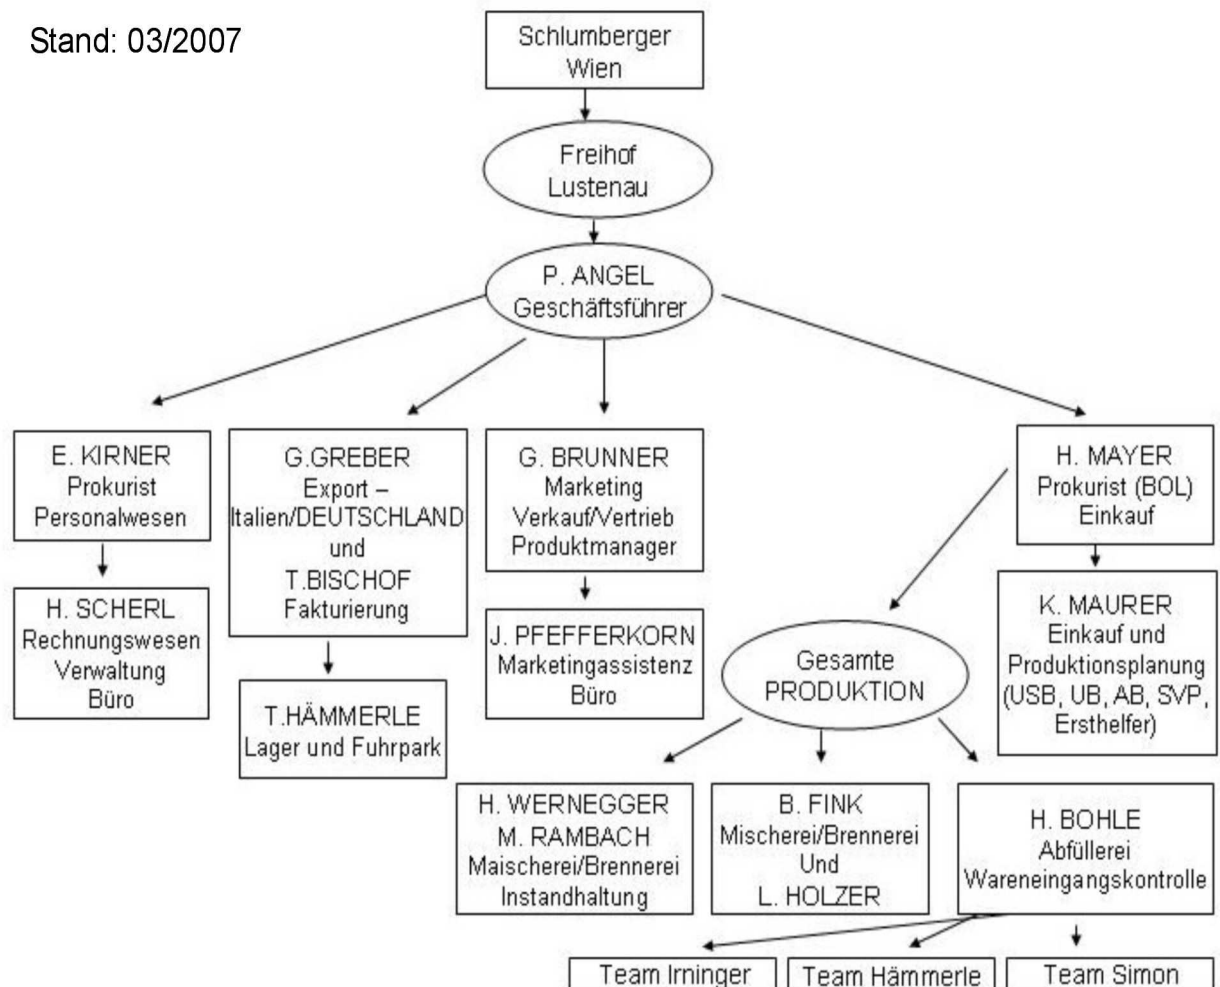 Stand: 03/2007
Schlumberger
Wien
Freihof
Lustenau
P. ANGEL
Geschäftsführer
E. KIRNER
Prokurist
Personalwesen
H. SCHERL
Rechnungswesen
Verwaltung
Büro
G.GREBER
Export –
Italien/DEUTSCHLAND
und
T.BISCHOF
Fakturierung
T.HÄMMERLE
Lager und Fuhrpark
G. BRUNNER
Marketing
Verkauf/Vertrieb
Produktmanager
J. PFEFFERKORN
Marketingassistenz
Büro
H. MAYER
Prokurist (BOL)
Einkauf
K. MAURER
Einkauf und
Produktionsplanung
(USB, UB, AB, SVP,
Ersthelfer)
Gesamte
PRODUKTION
H. WERNEGGER
M. RAMBACH
Maischerei/Brennerei
Instandhaltung
B. FINK
Mischerei/Brennerei
Und
L. HOLZER
H. BOHLE
Abfüllerei
Wareneingangskontrolle
Team Irninger
Team Hämmerle
Team Simon